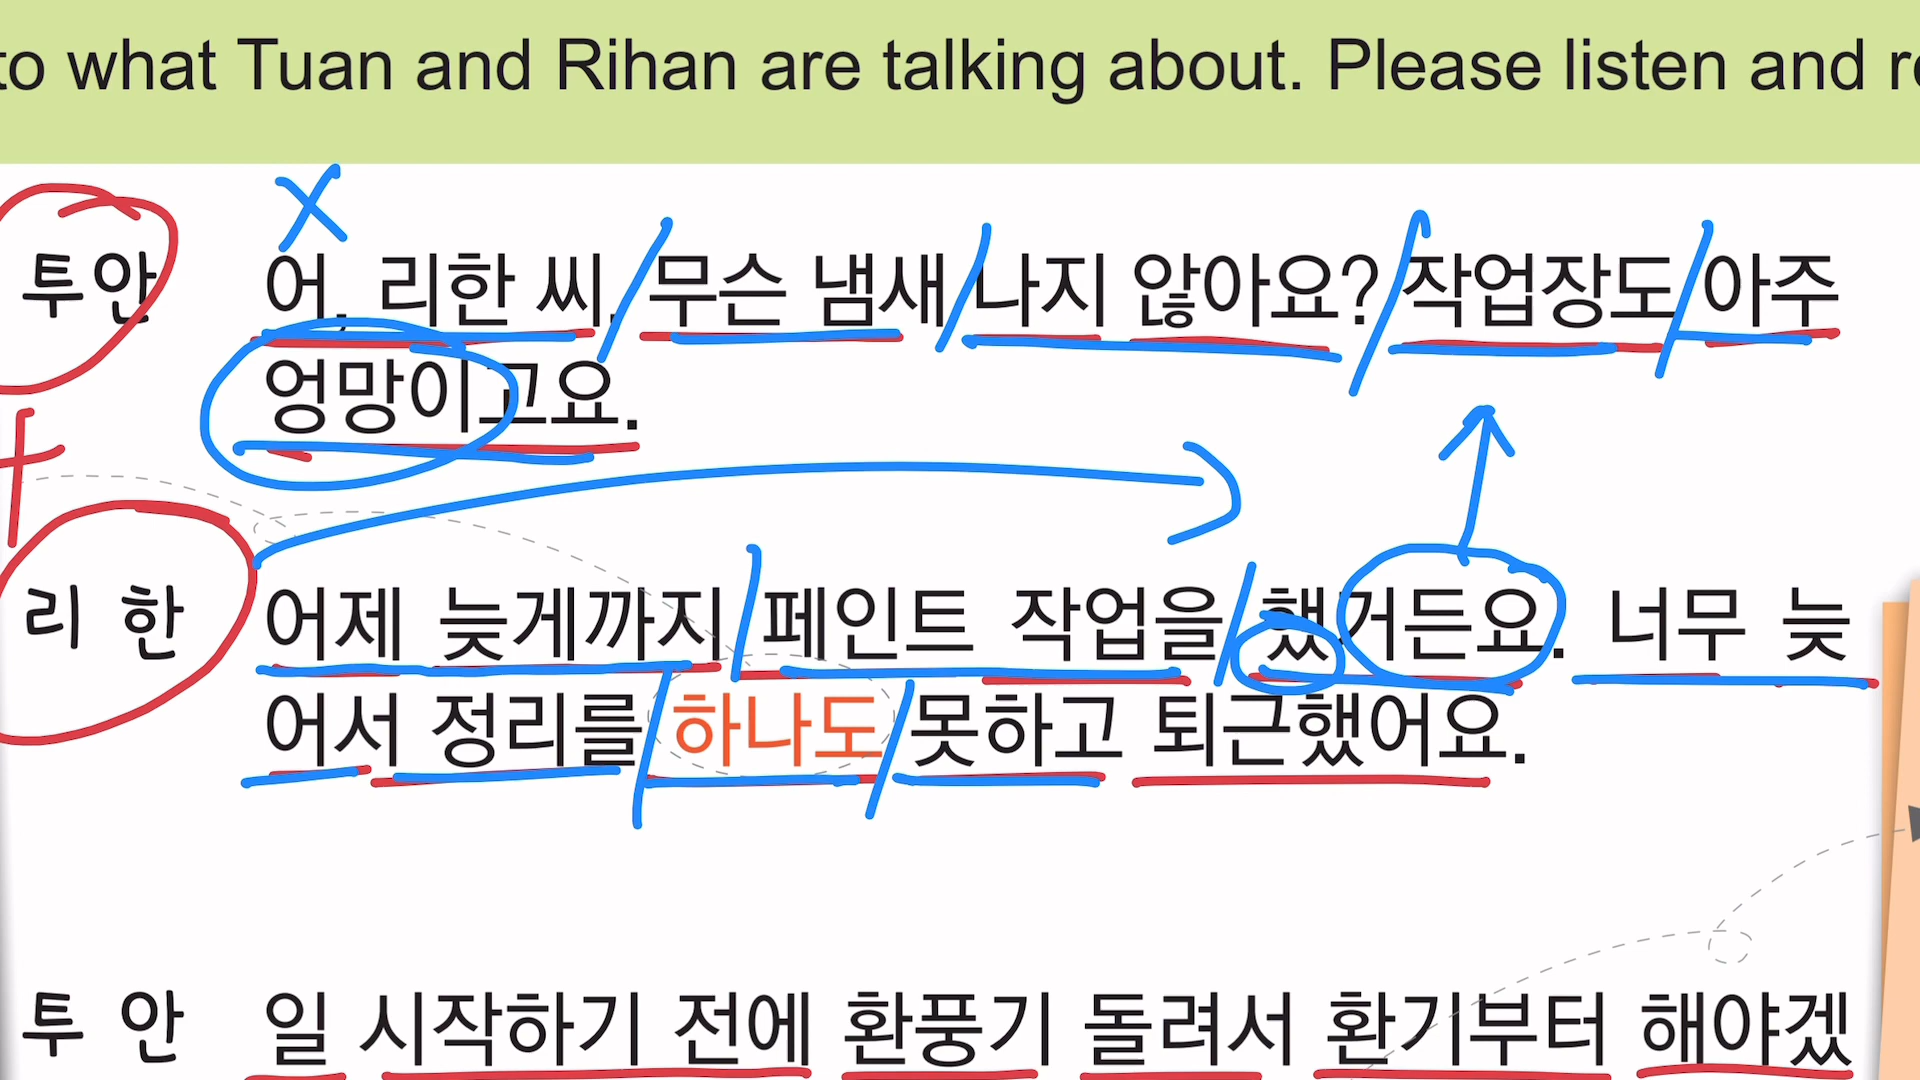 to what Tuan and Rihan are talking about. Please listen and
투안 어, 리한 씨, 무슨 냄새 나지 않아요? 작업장도 아주
엉망이고요.
리 한 어제 늦게까지 페인트 작업을 했거든요. 너무 늦
어서 정리를 하나도 못하고 퇴근했어요.
투 안 일 시작하기 전에 환풍기 돌려서 환기부터 해야겠